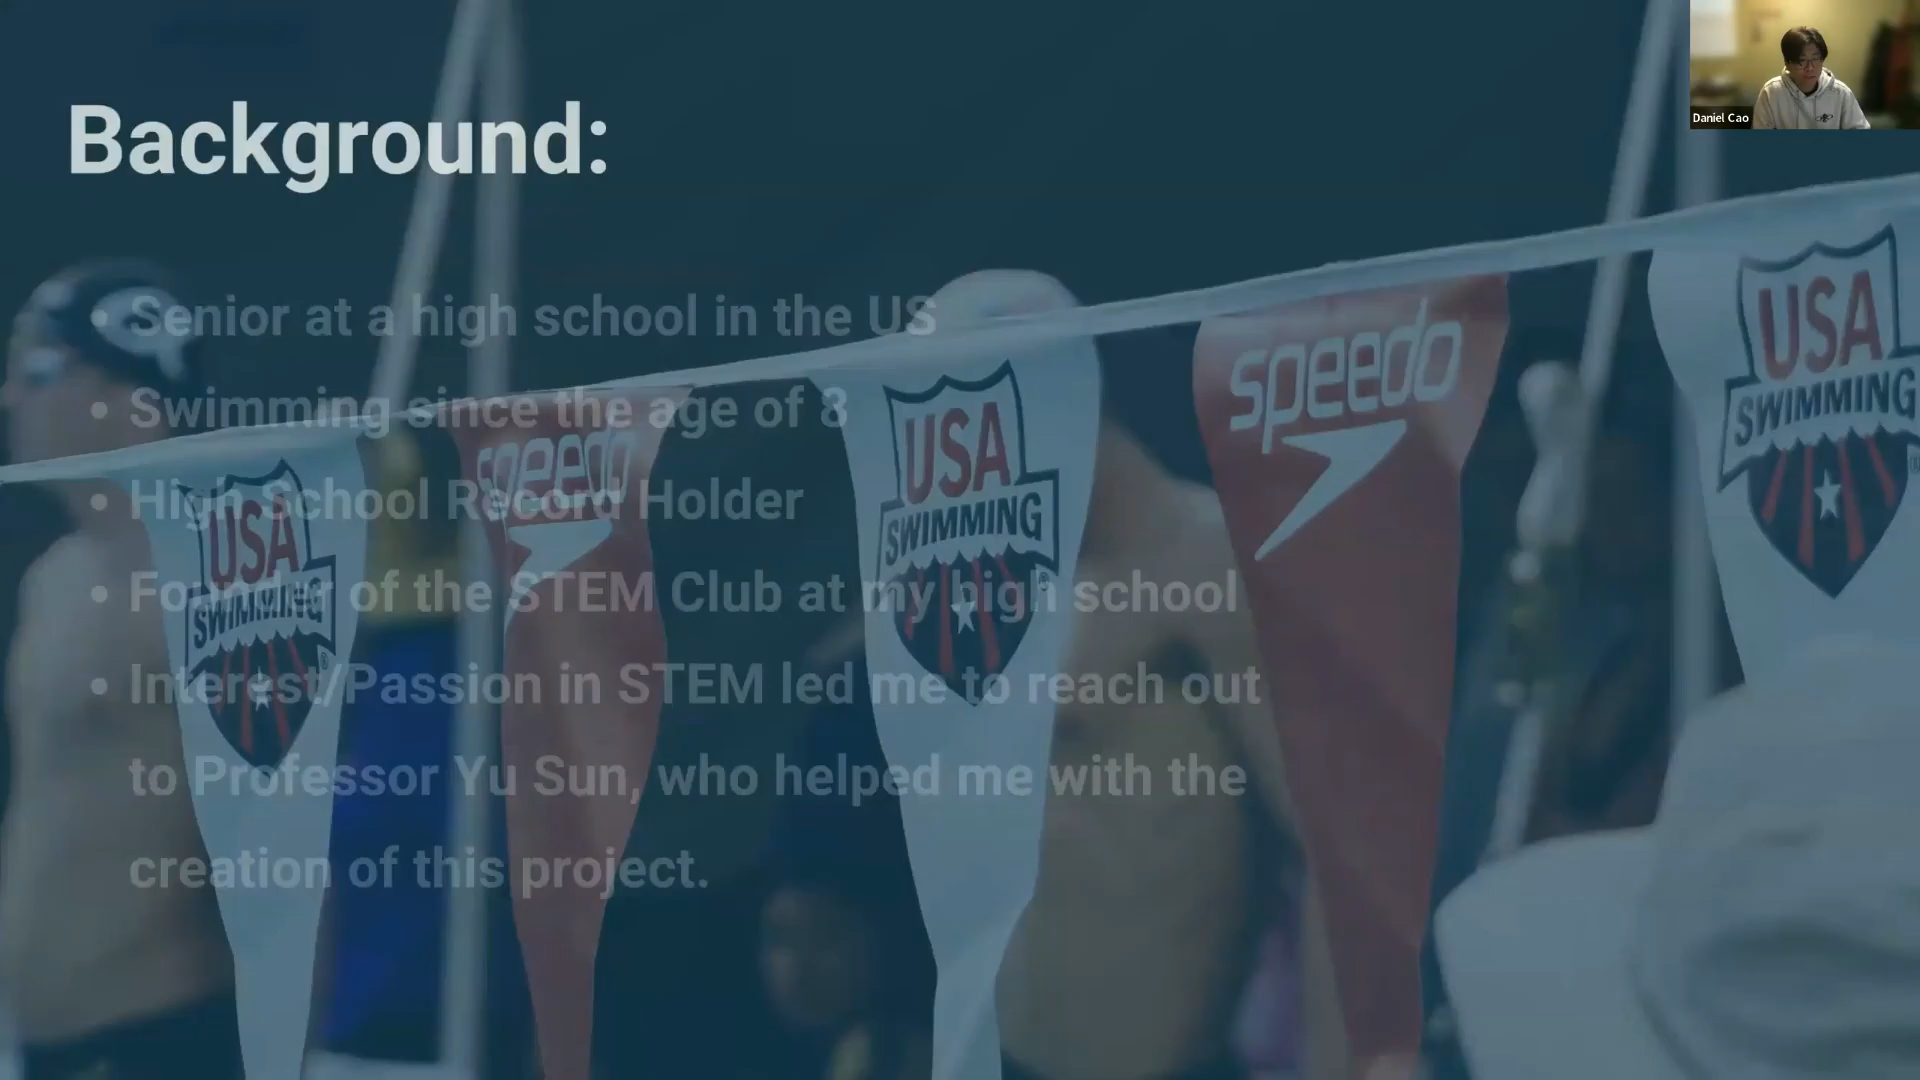 Daniel Cao
Background:
Senior at a high school in the US
Swimming since the age of 8
High School Record Holder
Founder of the STEM Club at my high school
Interest/Passion in STEM led me to reach out
to Professor Yu Sun, who helped me with the
creation of this project.
USA
SWIMMING
speedo
USA
SWIMMING
speedo
USA
SWIMMING